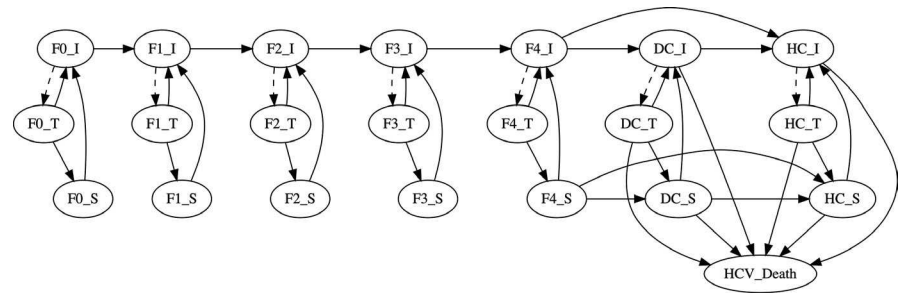 F0_I F1_I F2_I F3_I F4_I DC_I HC_I
F0_T F1_T F2_T F3_T F4_T DC_T HC_T
F0_S F1_S F2_S F3_S F4_S DC_S HC_S
HCV_Death